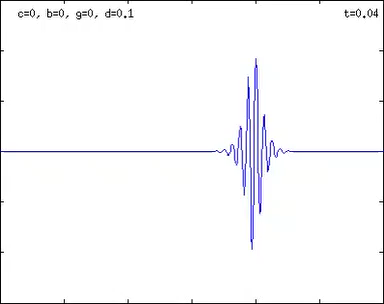 c=0, b=0, g=0, d=0.1 t=0.04